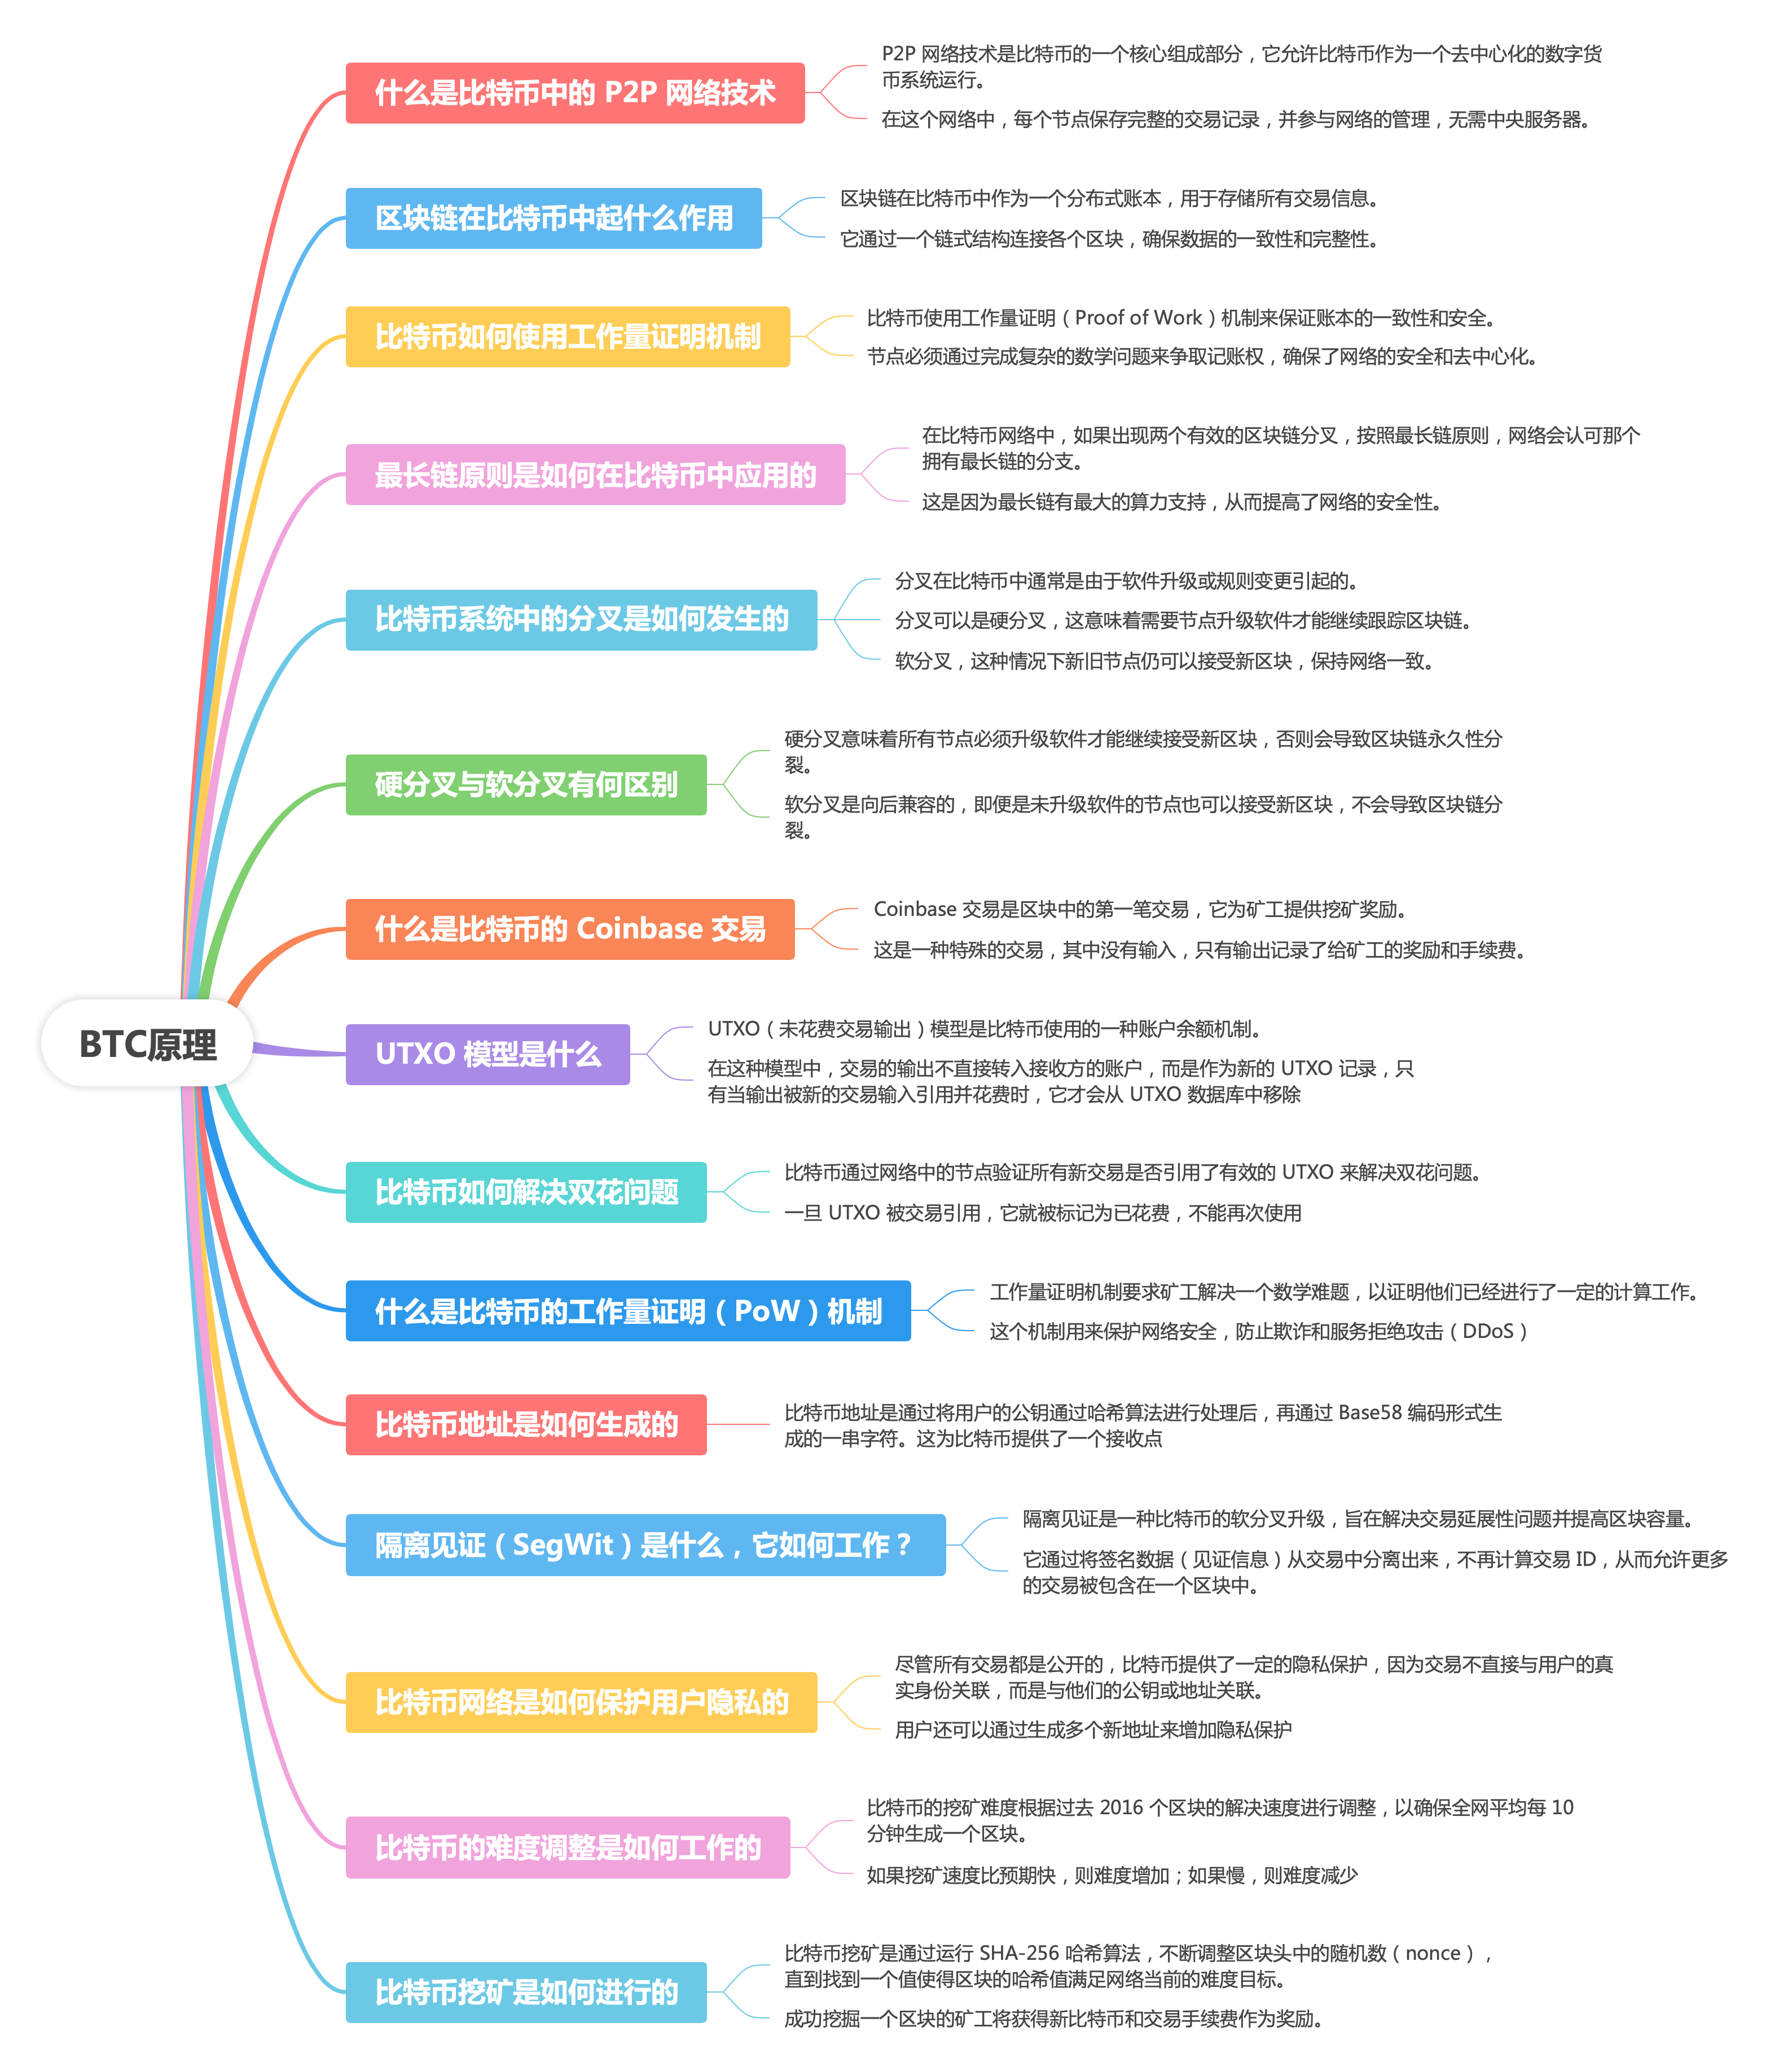 什么是比特币中的 P2P 网络技术
P2P 网络技术是比特币的一个核心组成部分，它允许比特币作为一个去中心化的数字货
币系统运行。
在这个网络中，每个节点保存完整的交易记录，并参与网络的管理，无需中央服务器。
区块链在比特币中起什么作用
区块链在比特币中作为一个分布式账本，用于存储所有交易信息。
它通过一个链式结构连接各个区块，确保数据的一致性和完整性。
比特币如何使用工作量证明机制
比特币使用工作量证明（Proof of Work）机制来保证账本的一致性和安全。
节点必须通过完成复杂的数学问题来争取记账权，确保了网络的安全和去中心化。
最长链原则是如何在比特币中应用的
在比特币网络中，如果出现两个有效的区块链分叉，按照最长链原则，网络会认可那个
拥有最长链的分支。
这是因为最长链有最大的算力支持，从而提高了网络的安全性。
比特币系统中的分叉是如何发生的
分叉在比特币中通常是由于软件升级或规则变更引起的。
分叉可以是硬分叉，这意味着需要节点升级软件才能继续跟踪区块链。
软分叉，这种情况下新旧节点仍可以接受新区块，保持网络一致。
硬分叉与软分叉有何区别
硬分叉意味着所有节点必须升级软件才能继续接受新区块，否则会导致区块链永久性分
裂。
软分叉是向后兼容的，即便是未升级软件的节点也可以接受新区块，不会导致区块链分
裂。
什么是比特币的 Coinbase 交易
Coinbase 交易是区块中的第一笔交易，它为矿工提供挖矿奖励。
这是一种特殊的交易，其中没有输入，只有输出记录了给矿工的奖励和手续费。
BTC原理
UTXO 模型是什么
UTXO（未花费交易输出）模型是比特币使用的一种账户余额机制。
在这种模型中，交易的输出不直接转入接收方的账户，而是作为新的 UTXO 记录，只
有当输出被新的交易输入引用并花费时，它才会从 UTXO 数据库中移除
比特币如何解决双花问题
比特币通过网络中的节点验证所有新交易是否引用了有效的 UTXO 来解决双花问题。
一旦 UTXO 被交易引用，它就被标记为已花费，不能再次使用
什么是比特币的工作量证明（PoW）机制
工作量证明机制要求矿工解决一个数学难题，以证明他们已经进行了一定的计算工作。
这个机制用来保护网络安全，防止欺诈和服务拒绝攻击（DDoS）
比特币地址是如何生成的
比特币地址是通过将用户的公钥通过哈希算法进行处理后，再通过 Base58 编码形式生
成的一串字符。这为比特币提供了一个接收点
隔离见证（SegWit）是什么，它如何工作？
隔离见证是一种比特币的软分叉升级，旨在解决交易延展性问题并提高区块容量。
它通过将签名数据（见证信息）从交易中分离出来，不再计算交易 ID，从而允许更多
的交易被包含在一个区块中。
比特币网络是如何保护用户隐私的
尽管所有交易都是公开的，比特币提供了一定的隐私保护，因为交易不直接与用户的真
实身份关联，而是与他们的公钥或地址关联。
用户还可以通过生成多个新地址来增加隐私保护
比特币的难度调整是如何工作的
比特币的挖矿难度根据过去 2016 个区块的解决速度进行调整，以确保全网平均每 10
分钟生成一个区块。
如果挖矿速度比预期快，则难度增加；如果慢，则难度减少
比特币挖矿是如何进行的
比特币挖矿是通过运行 SHA-256 哈希算法，不断调整区块头中的随机数（nonce），
直到找到一个值使得区块的哈希值满足网络当前的难度目标。
成功挖掘一个区块的矿工将获得新比特币和交易手续费作为奖励。